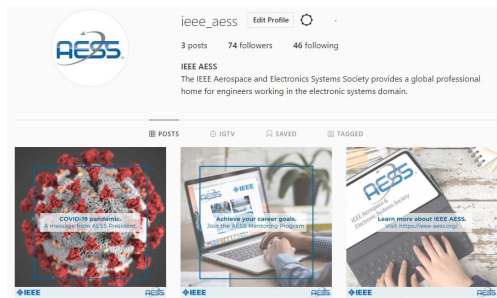 ieee_aess Edit Profile
AESS
3 posts 74 followers 46 following
IEEE AESS
The IEEE Aerospace and Electronics Systems Society provides a global professional
home for engineers working in the electronic systems domain.
POSTS IGTV SAVED TAGGED
COVID-19 pandemic.
A message from AESS President.
IEEE AESS
AESS IEEE
Achieve your career goals.
Join the AESS Mentoring Program.
IEEE AESS
AESS
IEEE Aerospace &
Electronic Systems Society
Learn more about IEEE AESS.
Visit https://ieee-aess.org/
IEEE AESS